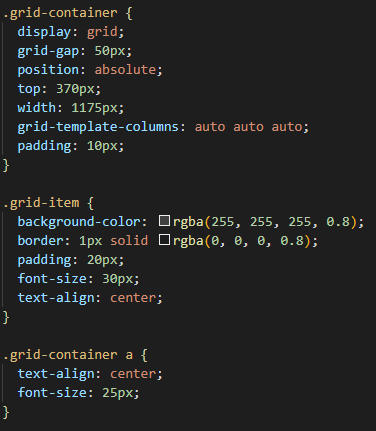 .grid-container {
display: grid;
grid-gap: 50px;
position: absolute;
top: 370px;
width: 1175px;
grid-template-columns: auto auto auto;
padding: 10px;
}
.grid-item {
background-color: rgba(255, 255, 255, 0.8);
border: 1px solid rgba(0, 0, 0, 0.8);
padding: 20px;
font-size: 30px;
text-align: center;
}
.grid-container a {
text-align: center;
font-size: 25px;
}